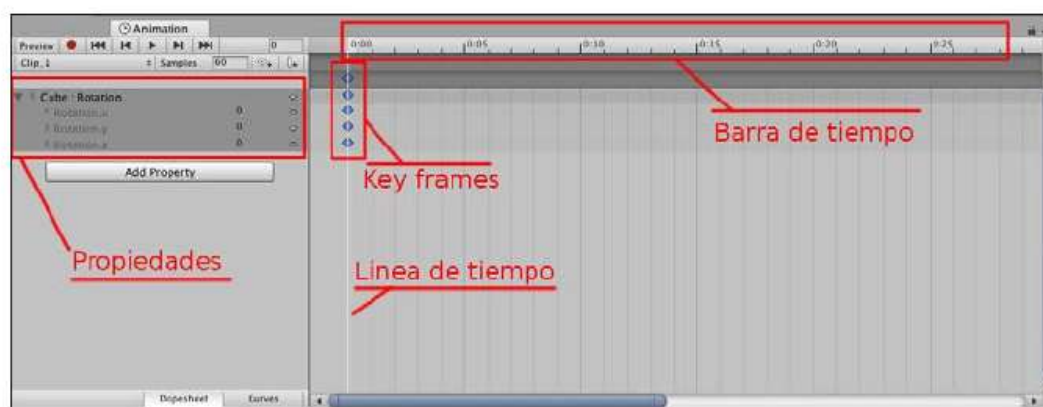 Animation
Preview 0 0:00 0:05 0:10 0:15 0:20 0:25
Clip_1 Samples 60
Cube : Rotation
Rotation.x 0
Rotation.y 0
Rotation.z 0
Add Property
Barra de tiempo
Key frames
Propiedades
Linea de tiempo
Dopesheet Curves